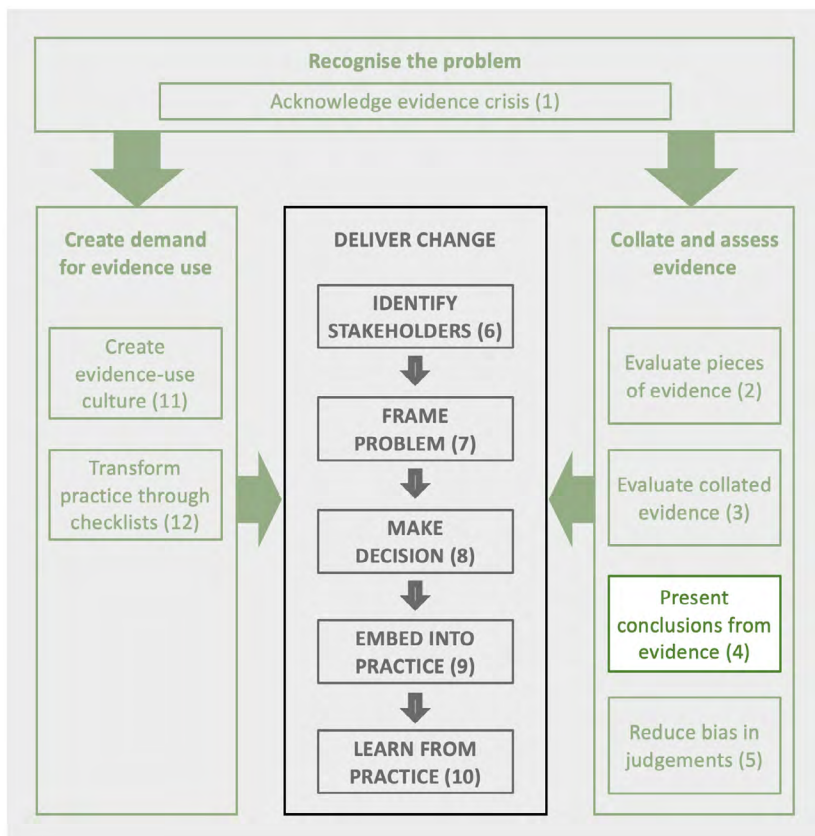 Recognise the problem
Acknowledge evidence crisis (1)
Create demand
for evidence use
Create
evidence-use
culture (11)
Transform
practice through
checklists (12)
DELIVER CHANGE
IDENTIFY
STAKEHOLDERS (6)
FRAME
PROBLEM (7)
MAKE
DECISION (8)
EMBED INTO
PRACTICE (9)
LEARN FROM
PRACTICE (10)
Collate and assess
evidence
Evaluate pieces
of evidence (2)
Evaluate collated
evidence (3)
Present
conclusions from
evidence (4)
Reduce bias in
judgements (5)